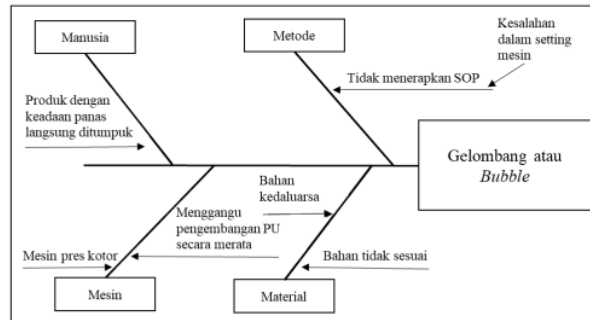 Manusia
Metode
Kesalahan
dalam setting
mesin
Tidak menerapkan SOP
Produk dengan
keadaan panas
langsung ditumpuk
Gelombang atau
Bubble
Bahan
kedaluarsa
Menggangu
pengembangan PU
secara merata
Mesin pres kotor
Bahan tidak sesuai
Mesin
Material